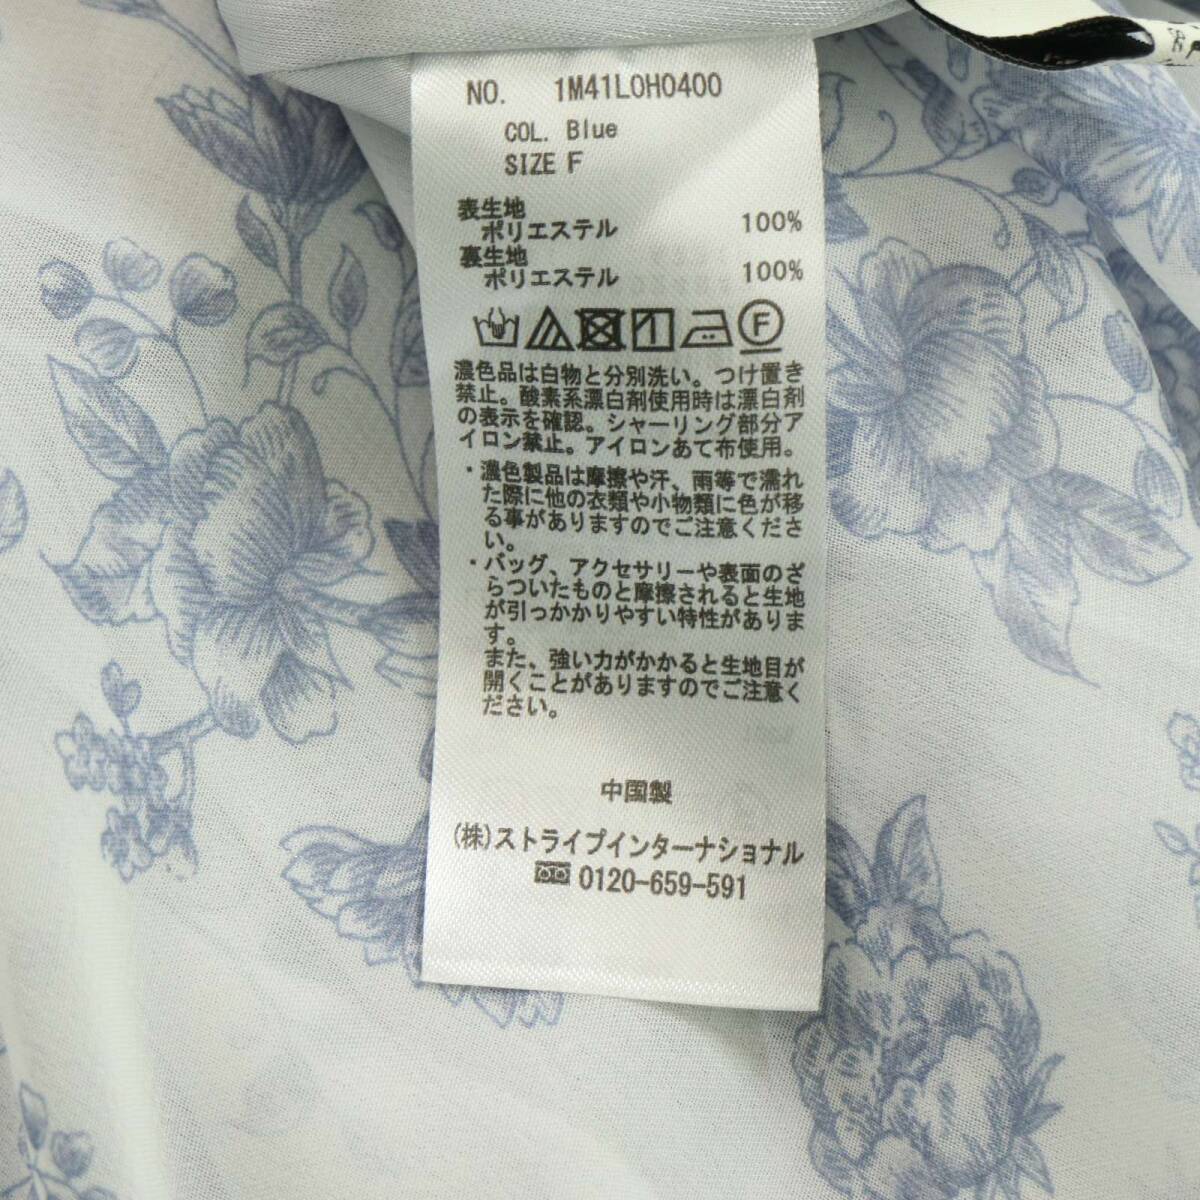 NO. 1M41L0H0400
COL. Blue
SIZE F
表生地
ポリエステル 100%
裏生地
ポリエステル 100%
F
濃色品は白物と分別洗い。つけ置き
禁止。酸素系漂白剤使用時は漂白剤
の表示を確認。シャーリング部分ア
イロン禁止。アイロンあて布使用。
・濃色製品は摩擦や汗、雨等で濡れ
た際に他の衣類や小物類に色が移
る事がありますのでご注意くださ
い。
・バッグ、アクセサリーや表面のざ
らついたものと摩擦されると生地
が引っかかりやすい特性がありま
す。
また、強い力がかかると生地目が
開くことがありますのでご注意く
ださい。
中国製
(株)ストライプインターナショナル
0120-659-591